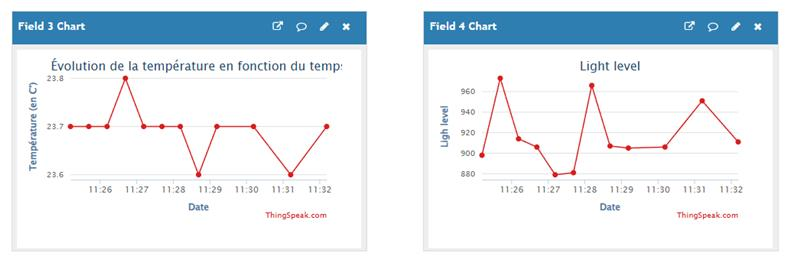 Field 3 Chart
Évolution de la température en fonction du temps
Température (en C°)
23.8
23.7
23.6
11:26 11:27 11:28 11:29 11:30 11:31 11:32
Date
ThingSpeak.com
Field 4 Chart
Light level
Ligh level
960
940
920
900
880
11:26 11:27 11:28 11:29 11:30 11:31 11:32
Date
ThingSpeak.com